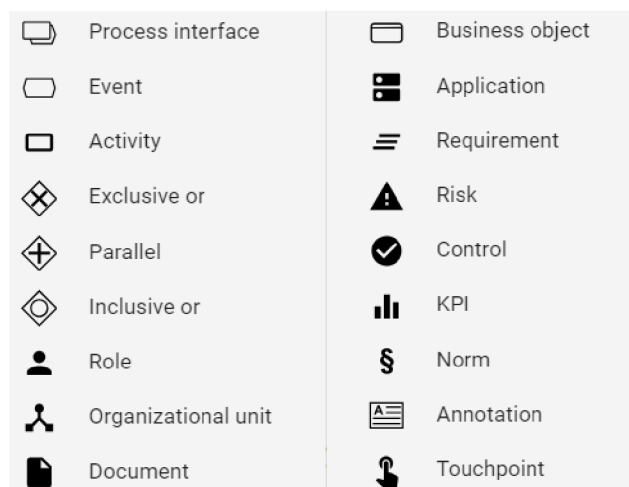 Process interface
Event
Activity
Exclusive or
Parallel
Inclusive or
Role
Organizational unit
Document
Business object
Application
Requirement
Risk
Control
KPI
§ Norm
A Annotation
Touchpoint